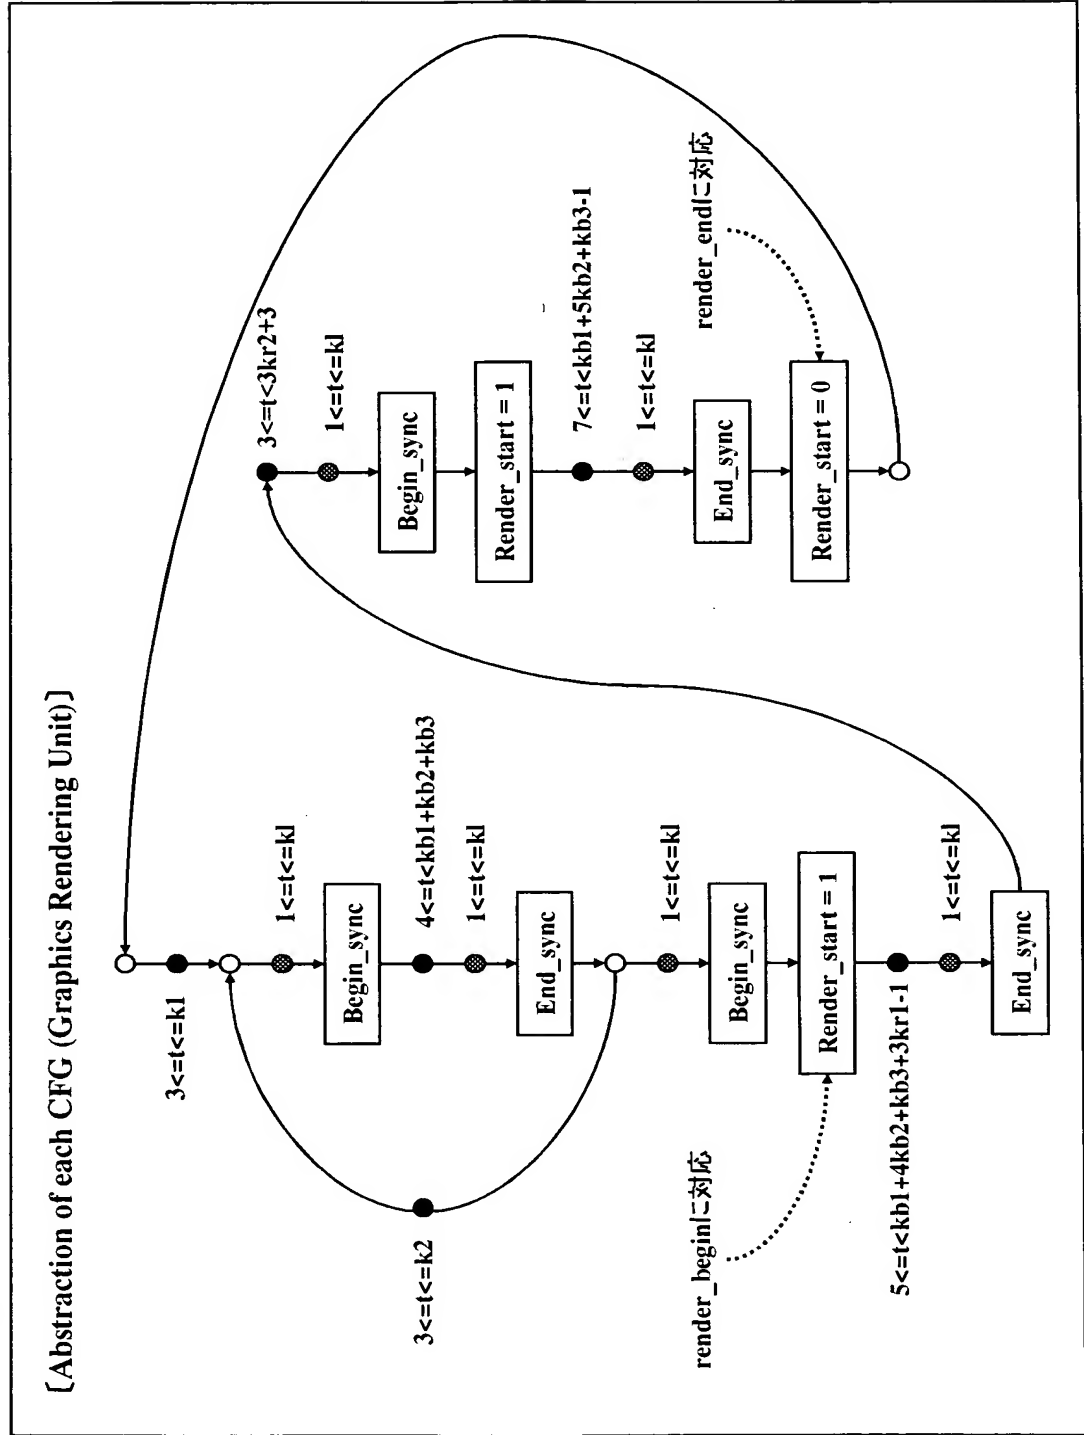 〔Abstraction of each CFG (Graphics Rendering Unit)〕
3<=t<=k1
1<=t<=kl
Begin_sync
4<=t<kb1+kb2+kb3
1<=t<=kl
End_sync
3<=t<=k2
1<=t<=kl
Begin_sync
Render_start = 1
render_beginに対応
5<=t<kb1+4kb2+kb3+3kr1-1
1<=t<=kl
End_sync
3<=t<3kr2+3
1<=t<=kl
Begin_sync
Render_start = 1
7<=t<kb1+5kb2+kb3-1
1<=t<=kl
End_sync
Render_start = 0
render_endに対応